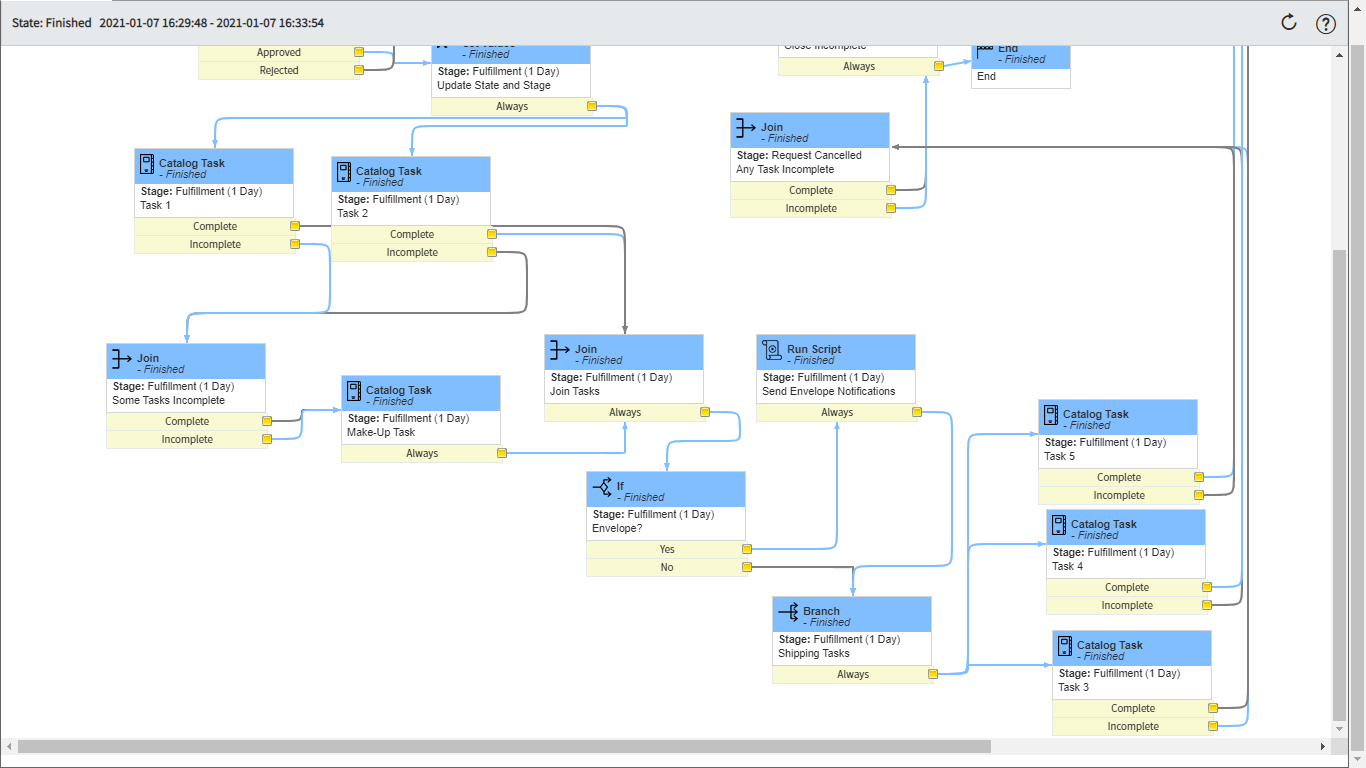 State: Finished 2021-01-07 16:29:48 - 2021-01-07 16:33:54
Approved
Rejected
- Finished
Stage: Fulfillment (1 Day)
Update State and Stage
Always
Close Incomplete
Always
End
- Finished
End
Join
- Finished
Stage: Request Cancelled
Any Task Incomplete
Complete
Incomplete
Catalog Task
- Finished
Stage: Fulfillment (1 Day)
Task 1
Complete
Incomplete
Catalog Task
- Finished
Stage: Fulfillment (1 Day)
Task 2
Complete
Incomplete
Join
- Finished
Stage: Fulfillment (1 Day)
Some Tasks Incomplete
Complete
Incomplete
Catalog Task
- Finished
Stage: Fulfillment (1 Day)
Make-Up Task
Always
Join
- Finished
Stage: Fulfillment (1 Day)
Join Tasks
Always
Run Script
- Finished
Stage: Fulfillment (1 Day)
Send Envelope Notifications
Always
If
- Finished
Stage: Fulfillment (1 Day)
Envelope?
Yes
No
Branch
- Finished
Stage: Fulfillment (1 Day)
Shipping Tasks
Always
Catalog Task
- Finished
Stage: Fulfillment (1 Day)
Task 5
Complete
Incomplete
Catalog Task
- Finished
Stage: Fulfillment (1 Day)
Task 4
Complete
Incomplete
Catalog Task
- Finished
Stage: Fulfillment (1 Day)
Task 3
Complete
Incomplete